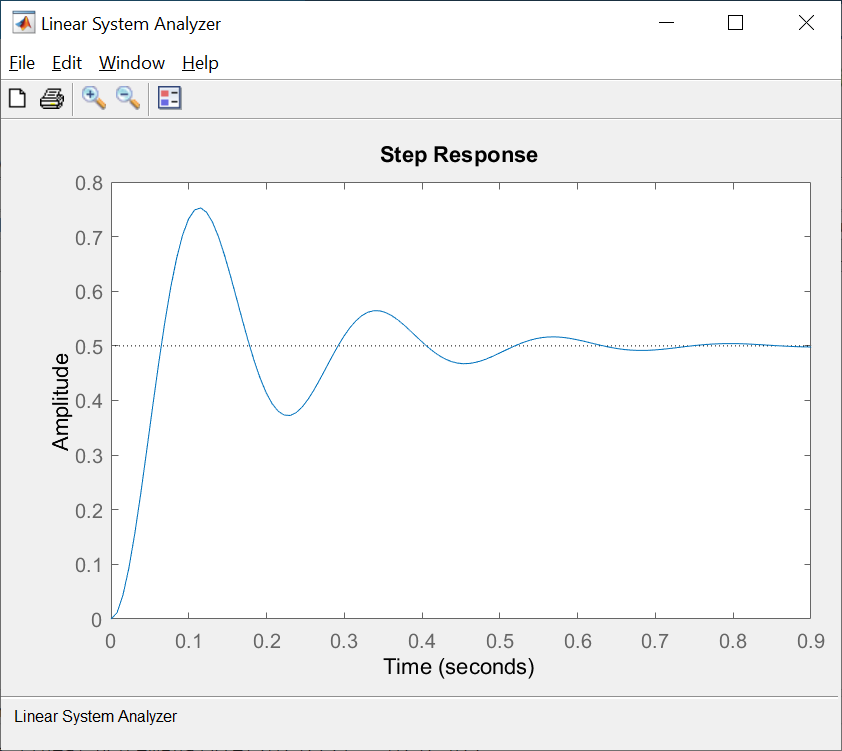 Linear System Analyzer
File Edit Window Help
Step Response
0.8
0.7
0.6
0.5
0.4
0.3
0.2
0.1
0
Amplitude
0 0.1 0.2 0.3 0.4 0.5 0.6 0.7 0.8 0.9
Time (seconds)
Linear System Analyzer